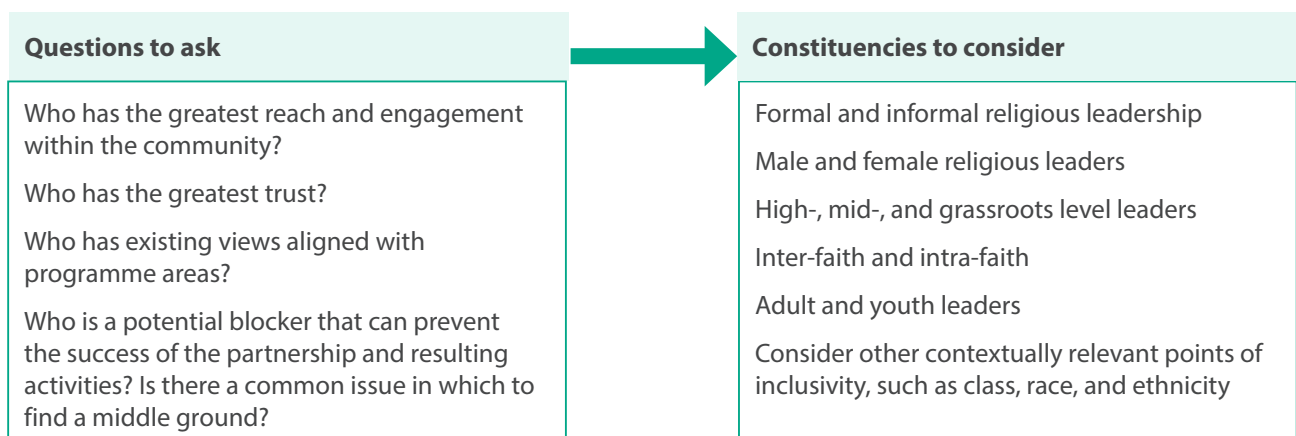 Questions to ask
Who has the greatest reach and engagement
within the community?
Who has the greatest trust?
Who has existing views aligned with
programme areas?
Who is a potential blocker that can prevent
the success of the partnership and resulting
activities? Is there a common issue in which to
find a middle ground?
Constituencies to consider
Formal and informal religious leadership
Male and female religious leaders
High-, mid-, and grassroots level leaders
Inter-faith and intra-faith
Adult and youth leaders
Consider other contextually relevant points of
inclusivity, such as class, race, and ethnicity